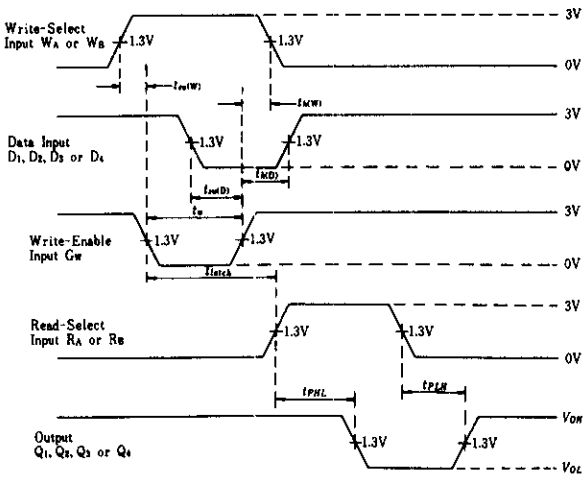 3V
Write-Select
Input WA or WB
1.3V
1.3V
0V
tsu(W)
th(W)
3V
Data Input
D1, D2, D3 or D4
1.3V
1.3V
0V
th(D)
tsu(D)
tw
3V
Write-Enable
Input GW
1.3V
1.3V
0V
tlatch
3V
Read-Select
Input RA or RB
1.3V
1.3V
0V
tPHL
tPLH
VOH
Output
Q1, Q2, Q3 or Q4
1.3V
1.3V
VOL